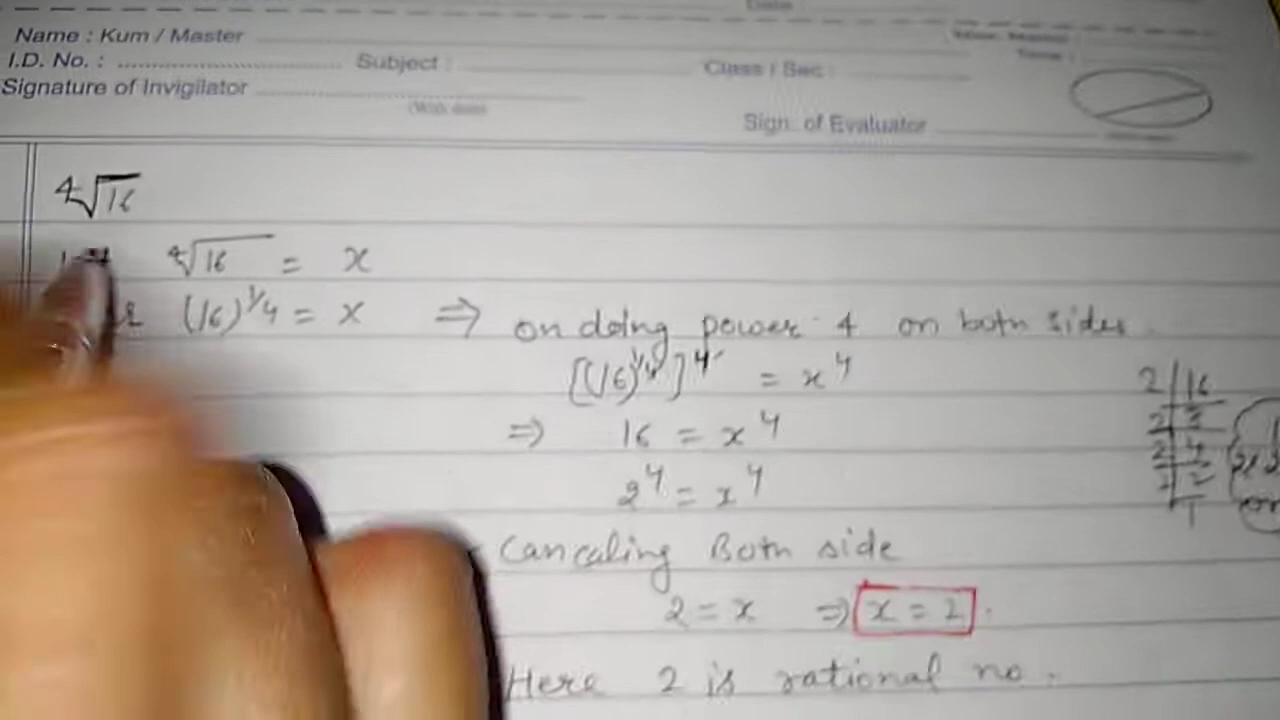 Name : Kum / Master
I.D. No. : Subject : Class / Sec :
Signature of Invigilator
Sign. of Evaluator
⁴√16
⁴√16 = x
(16)^1/4 = x ⇒ on doing power 4 on both sides
[(16)^1/4]^4 = x^4
⇒ 16 = x^4
2^4 = x^4
Cancaling Both side
2 = x ⇒ x = 2
Here 2 is rational no.
2 | 16